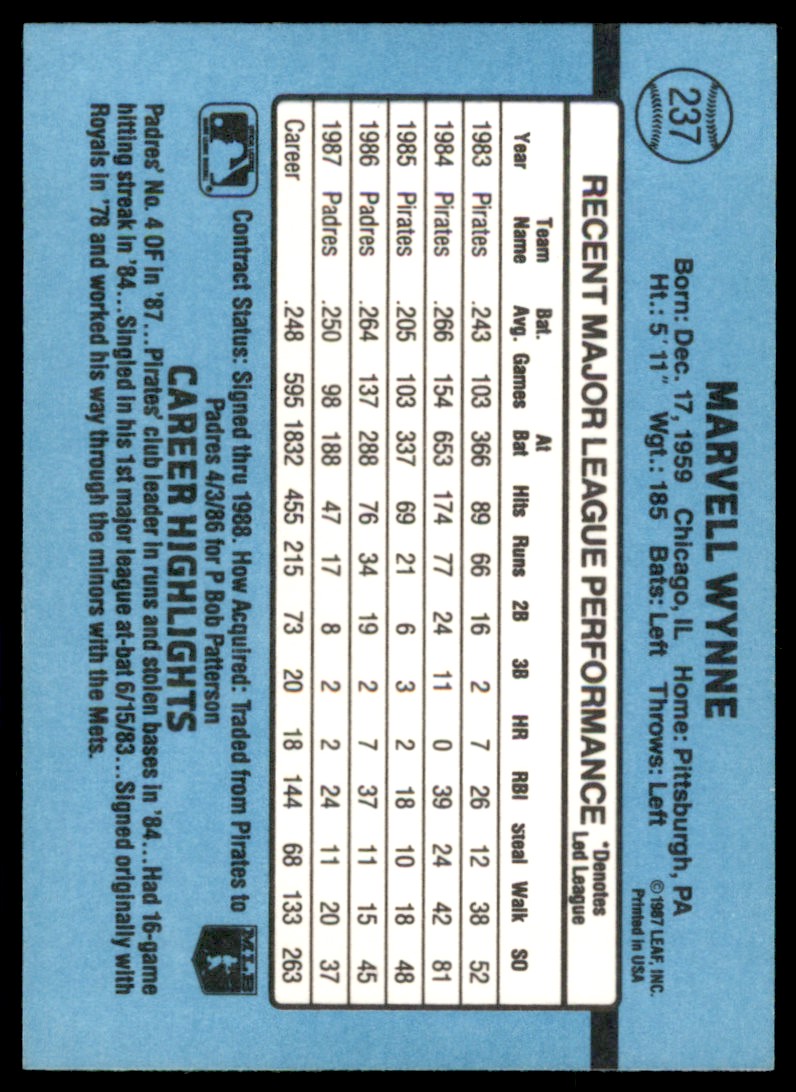 237
MARVELL WYNNE
Born: Dec. 17, 1959 Chicago, IL Home: Pittsburgh, PA
Ht.: 5' 11" Wgt.: 185 Bats: Left Throws: Left
© 1987 LEAF, INC.
Printed in USA
RECENT MAJOR LEAGUE PERFORMANCE *Denotes Led League
Year Team Name Bat. Avg. Games At Bat Hits Runs 2B 3B HR RBI Steal Walk SO
1983 Pirates .243 103 366 89 66 16 2 7 26 12 38 52
1984 Pirates .266 154 653 174 77 24 11 0 39 24 42 81
1985 Pirates .205 103 337 69 21 6 3 2 18 10 18 48
1986 Padres .264 137 288 76 34 19 2 7 37 11 15 45
1987 Padres .250 98 188 47 17 8 2 2 24 11 20 37
Career .248 595 1832 455 215 73 20 18 144 68 133 263
Contract Status: Signed thru 1988. How Acquired: Traded from Pirates to
Padres 4/3/86 for P Bob Patterson
MLB
CAREER HIGHLIGHTS
Padres' No. 4 OF in '87...Pirates' club leader in runs and stolen bases in '84...Had 16-game
hitting streak in '84...Singled in his 1st major league at-bat 6/15/83...Signed originally with
Royals in '78 and worked his way through the minors with the Mets.